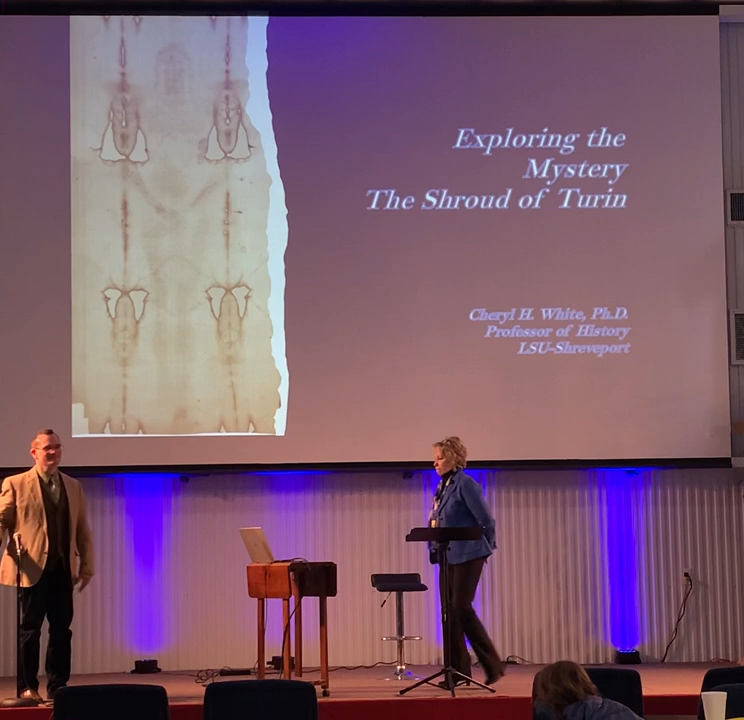 Exploring the
Mystery
The Shroud of Turin
Cheryl H. White, Ph.D.
Professor of History
LSU-Shreveport